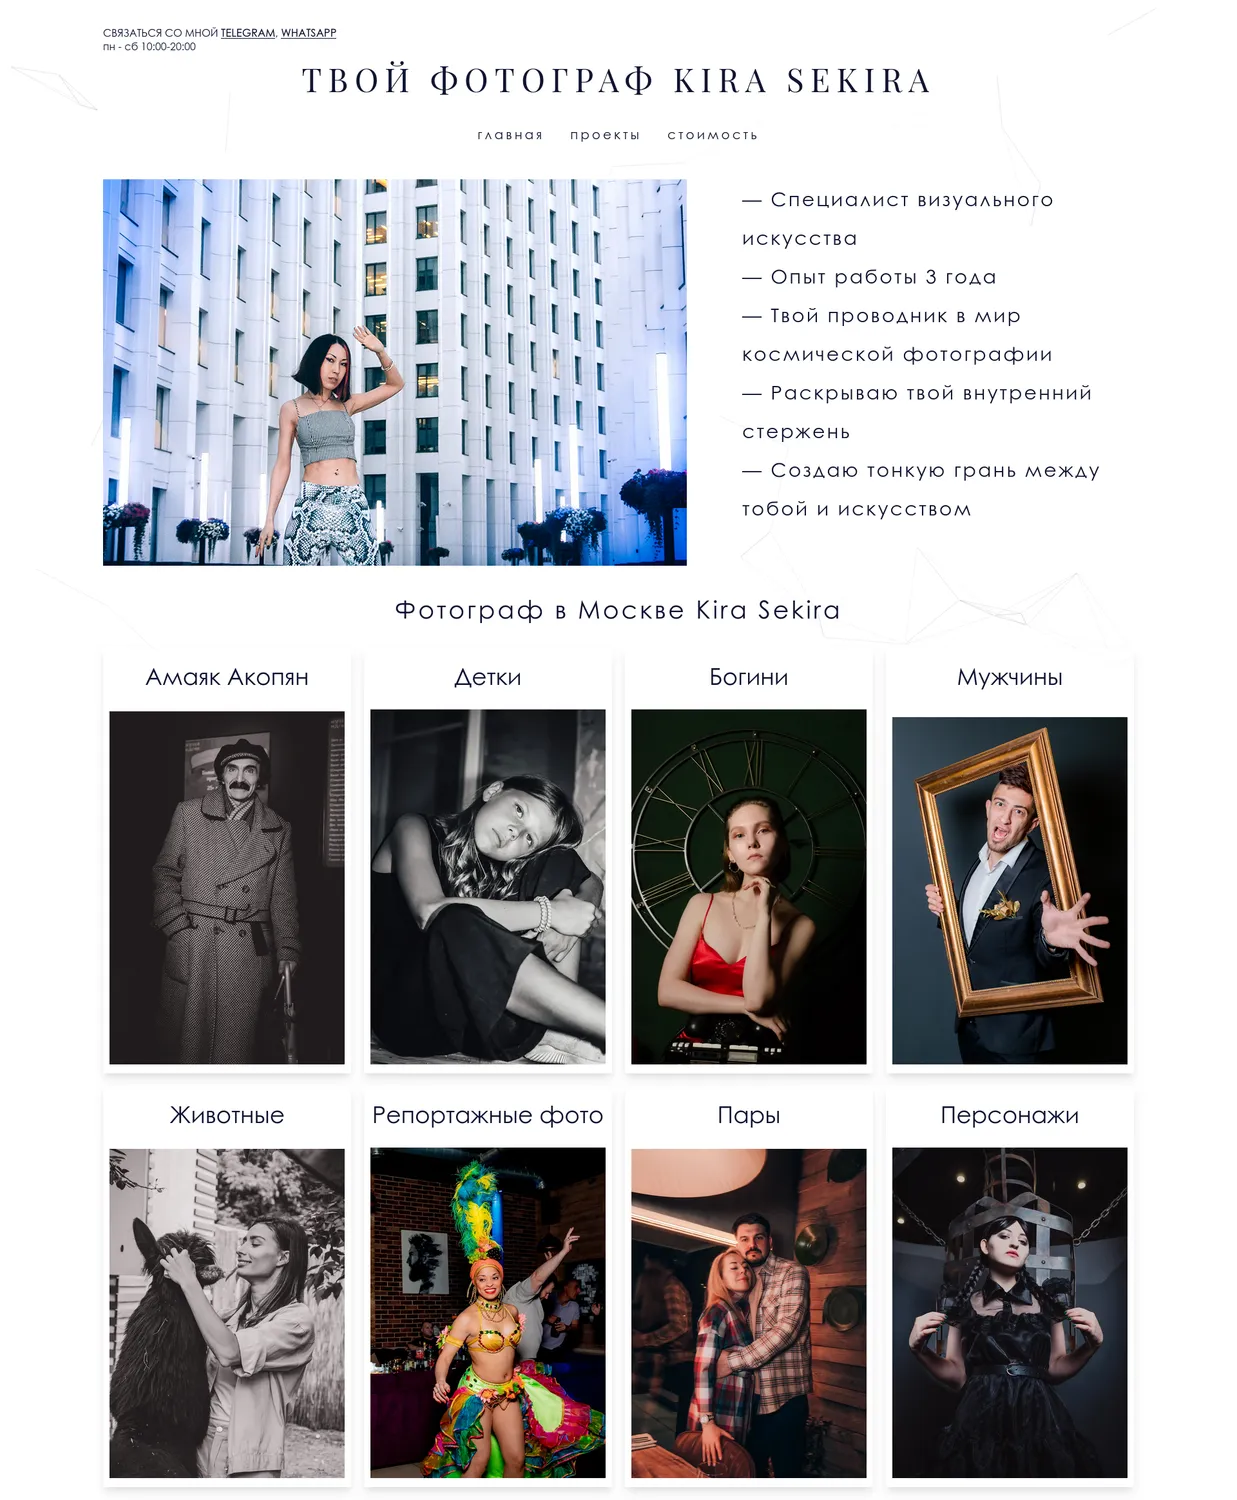 СВЯЗАТЬСЯ СО МНОЙ TELEGRAM, WHATSAPP
пн - сб 10:00-20:00
ТВОЙ ФОТОГРАФ KIRA SEKIRA
главная проекты стоимость
— Специалист визуального
искусства
— Опыт работы 3 года
— Твой проводник в мир
космической фотографии
— Раскрываю твой внутренний
стержень
— Создаю тонкую грань между
тобой и искусством
Фотограф в Москве Kira Sekira
Амаяк Акопян
Детки
Богини
Мужчины
Животные
Репортажные фото
Пары
Персонажи